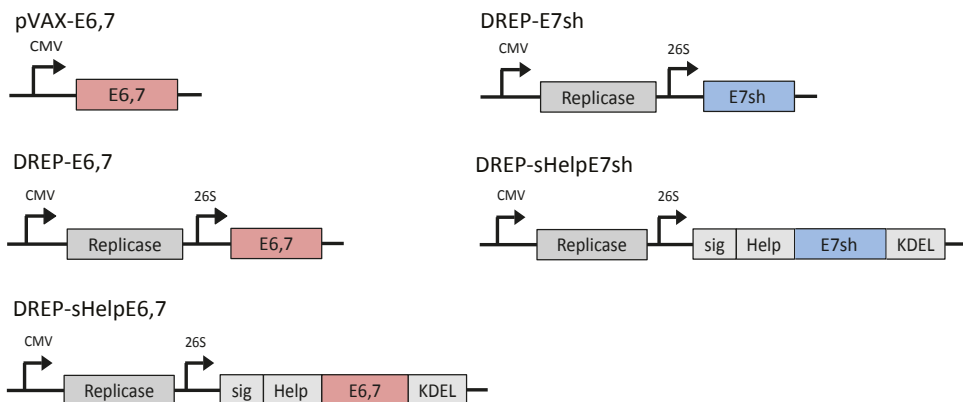 pVAX-E6,7
CMV
E6,7
DREP-E6,7
CMV
26S
Replicase
E6,7
DREP-sHelpE6,7
CMV
26S
Replicase
sig Help E6,7 KDEL
DREP-E7sh
CMV
26S
Replicase
E7sh
DREP-sHelpE7sh
CMV
26S
Replicase
sig Help E7sh KDEL